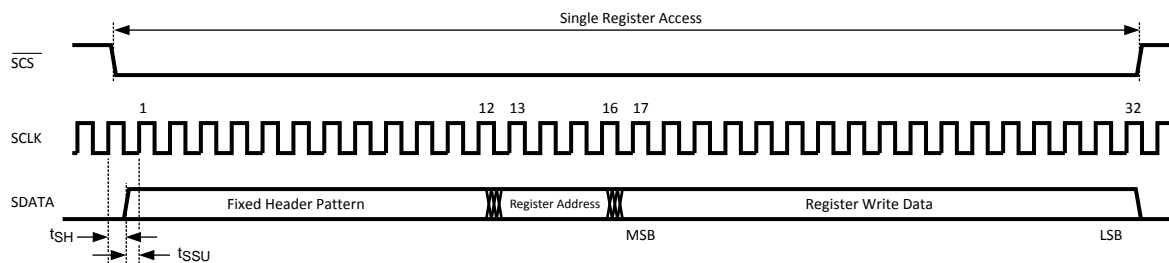 Single Register Access
SCS
1 12 13 16 17 32
SCLK
SDATA Fixed Header Pattern Register Address Register Write Data
tSH MSB LSB
tSSU